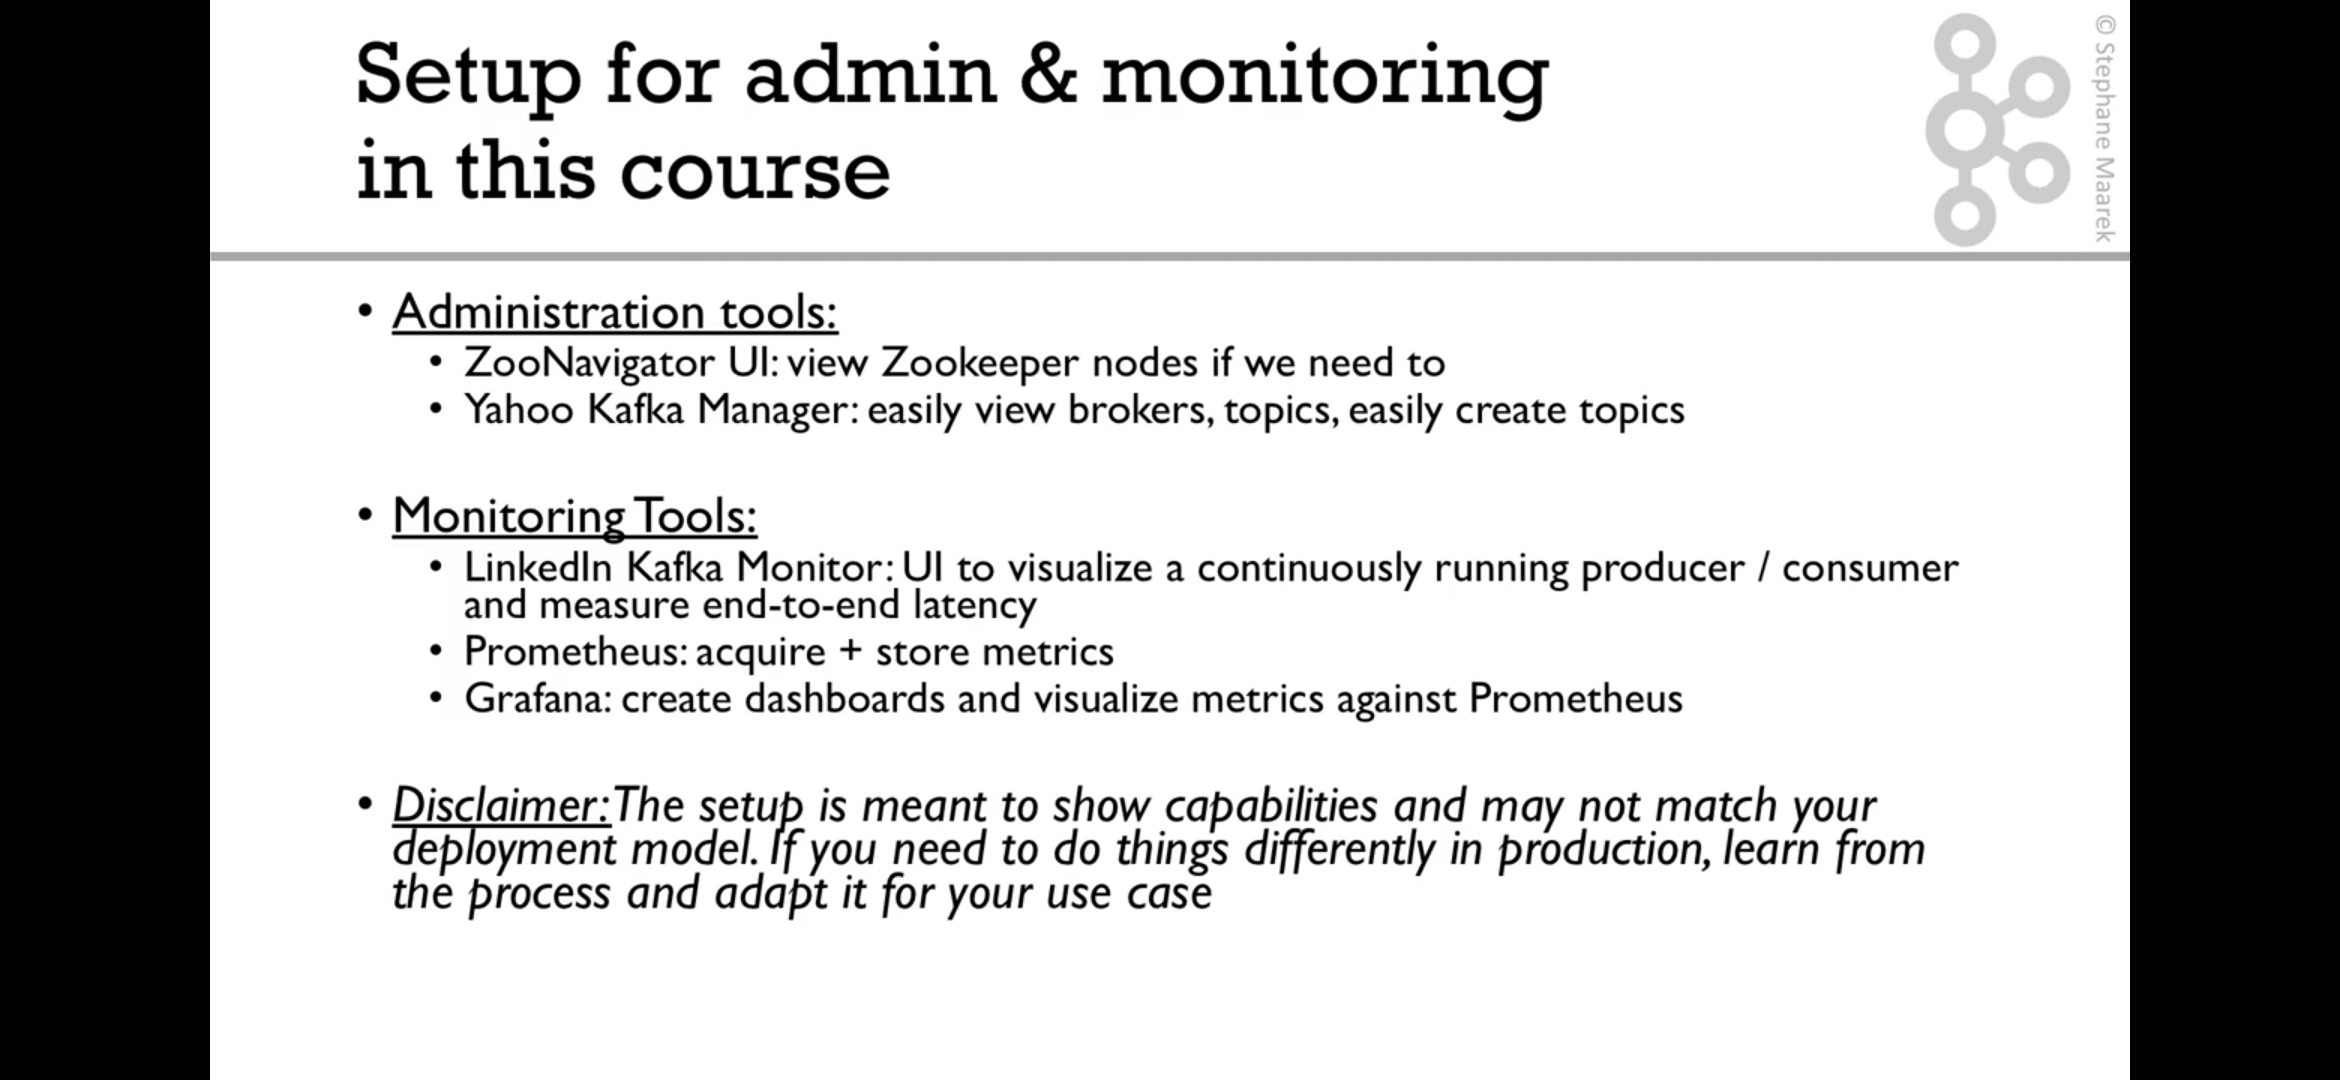 Setup for admin & monitoring
in this course
© Stephane Maarek
• Administration tools:
• ZooNavigator UI: view Zookeeper nodes if we need to
• Yahoo Kafka Manager: easily view brokers, topics, easily create topics
• Monitoring Tools:
• LinkedIn Kafka Monitor: UI to visualize a continuously running producer / consumer
and measure end-to-end latency
• Prometheus: acquire + store metrics
• Grafana: create dashboards and visualize metrics against Prometheus
• Disclaimer: The setup is meant to show capabilities and may not match your
deployment model. If you need to do things differently in production, learn from
the process and adapt it for your use case